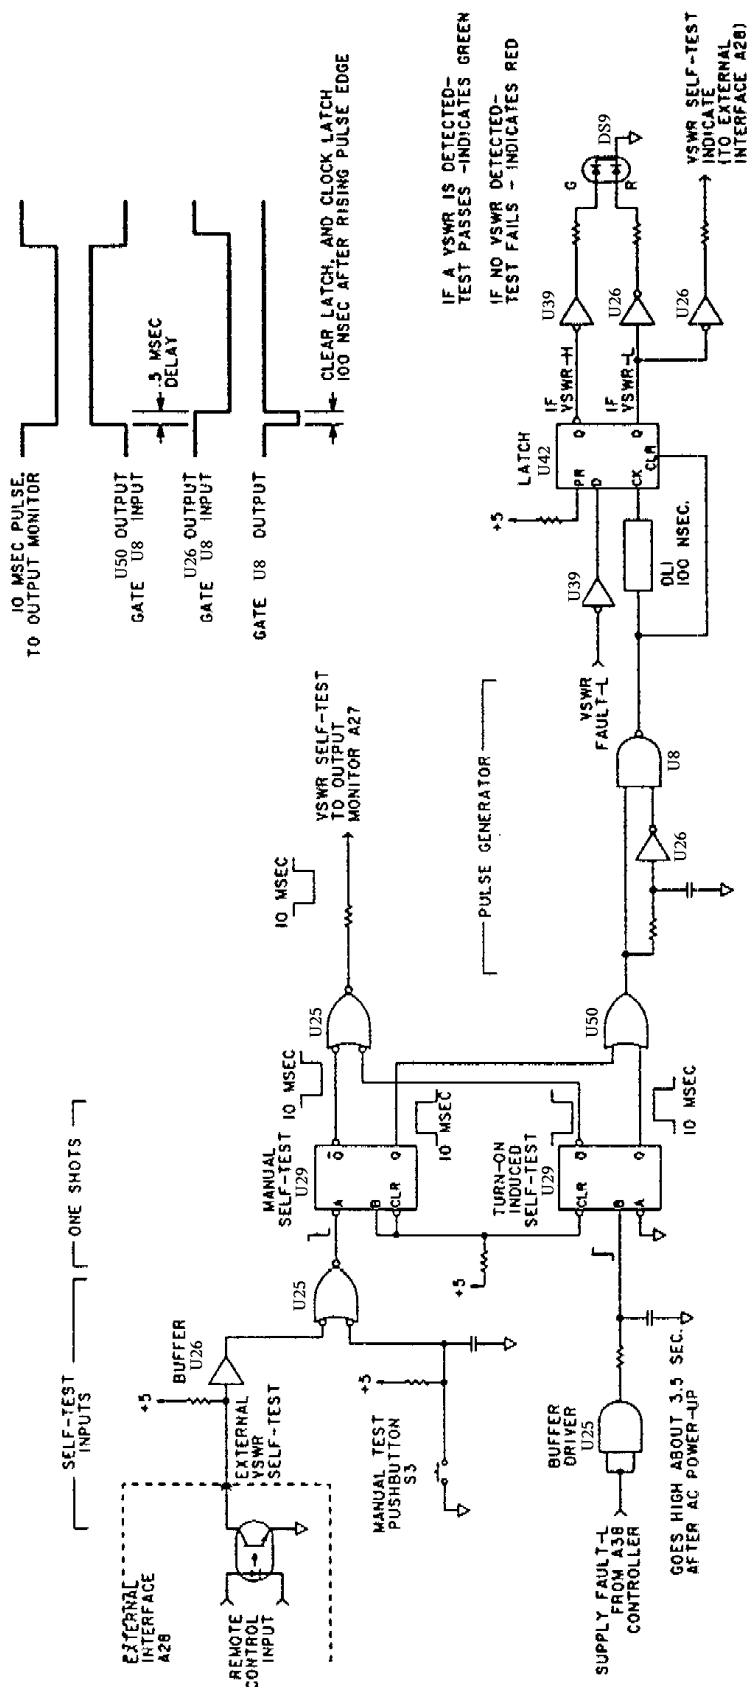 SELF-TEST
INPUTS
ONE SHOTS
EXTERNAL
INTERFACE
A28
REMOTE
CONTROL
INPUT
+5
EXTERNAL
VSWR
SELF-TEST
BUFFER
U26
MANUAL TEST
PUSHBUTTON
S3
+5
U25
SUPPLY FAULT-L
FROM A38
CONTROLLER
BUFFER
DRIVER
U25
GOES HIGH ABOUT 3.5 SEC.
AFTER AC POWER-UP
MANUAL
SELF-TEST
U29
A
B
CLR
Q
Q
10 MSEC
10 MSEC
+5
TURN-ON
INDUCED
SELF-TEST
U29
CLR
B
A
Q
Q
10 MSEC
U25
10 MSEC
VSWR SELF-TEST
TO OUTPUT
MONITOR A27
U50
PULSE GENERATOR
U26
U8
VSWR
FAULT-L
U39
+5
DL1
100 NSEC.
LATCH
U42
PR
D
CK
CLR
Q
Q
IF
VSWR-H
IF
VSWR-L
U39
U26
U26
G
R
DS9
IF A VSWR IS DETECTED-
TEST PASSES -INDICATES GREEN
IF NO VSWR DETECTED-
TEST FAILS - INDICATES RED
VSWR SELF-TEST
INDICATE
(TO EXTERNAL
INTERFACE A28)
10 MSEC PULSE,
TO OUTPUT MONITOR
U50 OUTPUT
GATE U8 INPUT
.5 MSEC
DELAY
U26 OUTPUT
GATE U8 INPUT
GATE U8 OUTPUT
CLEAR LATCH, AND CLOCK LATCH
100 NSEC AFTER RISING PULSE EDGE